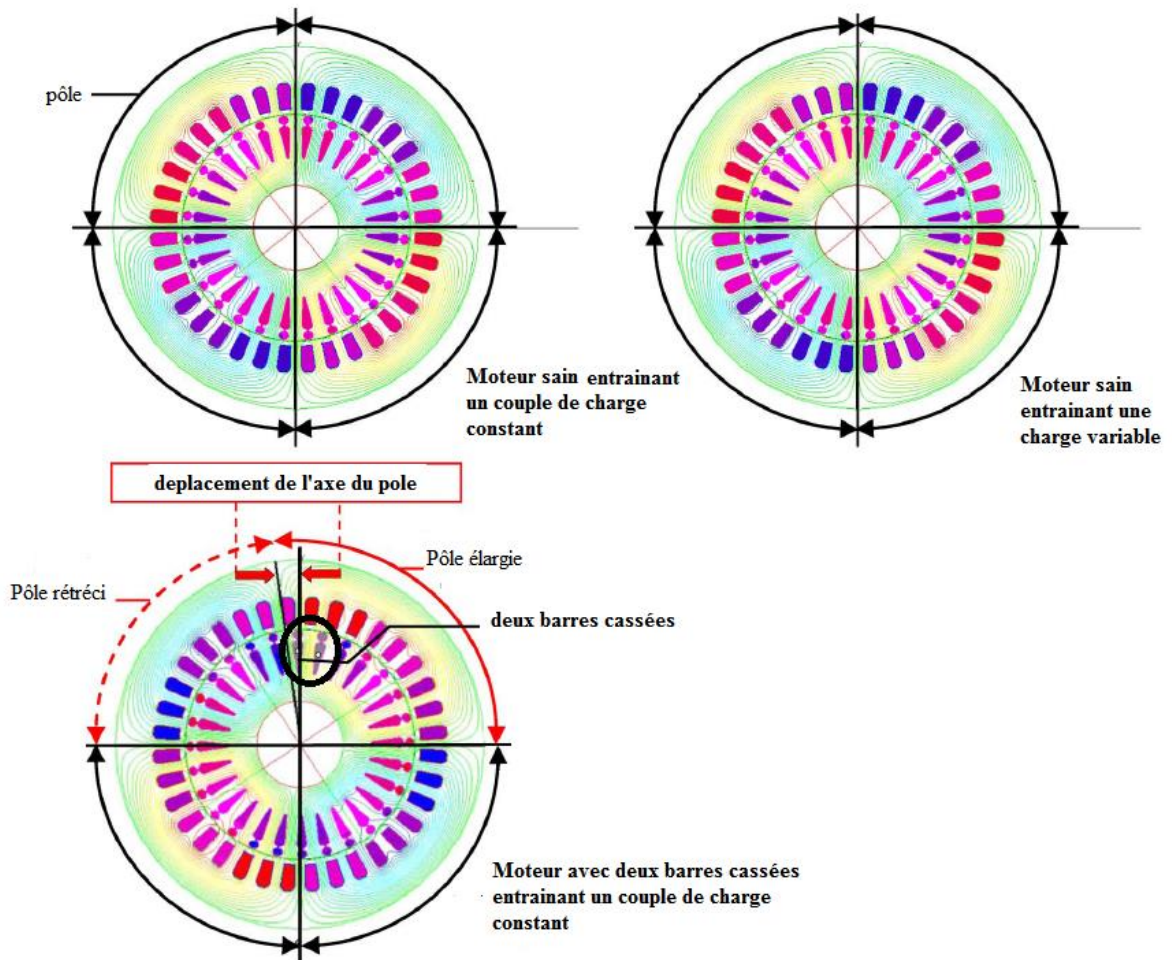 pôle
Moteur sain entrainant
un couple de charge
constant
Moteur sain
entrainant une
charge variable
deplacement de l'axe du pole
Pôle rétréci
Pôle élargie
deux barres cassées
Moteur avec deux barres cassées
entrainant un couple de charge
constant